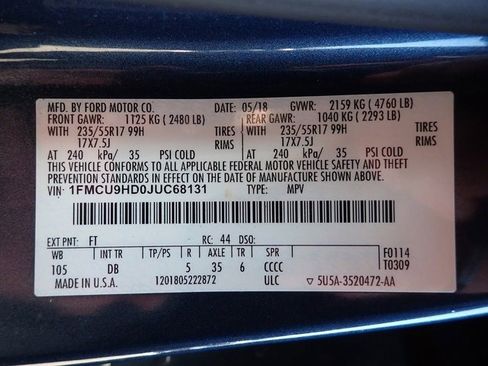 MFD. BY FORD MOTOR CO. DATE: 05/18 GVWR: 2159 KG ( 4760 LB)
FRONT GAWR: 1125 KG ( 2480 LB) REAR GAWR: 1040 KG ( 2293 LB)
WITH 235/55R17 99H TIRES WITH 235/55R17 99H TIRES
17X7.5J RIMS 17X7.5J RIMS
AT 240 kPa/ 35 PSI COLD AT 240 kPa/ 35 PSI COLD
THIS VEHICLE CONFORMS TO ALL APPLICABLE FEDERAL MOTOR VEHICLE SAFETY AND THEFT
PREVENTION STANDARDS IN EFFECT ON THE DATE OF MANUFACTURE SHOWN ABOVE.
VIN: 1FMCU9HD0JUC68131 TYPE: MPV
EXT PNT: FT RC: 44 DSO: F0114
WB INT TR TP/PS R AXLE TR SPR T0309
105 DB 5 35 6 CCCC
MADE IN U.S.A. 1201805222872 ULC ▽ 5U5A-3520472-AA